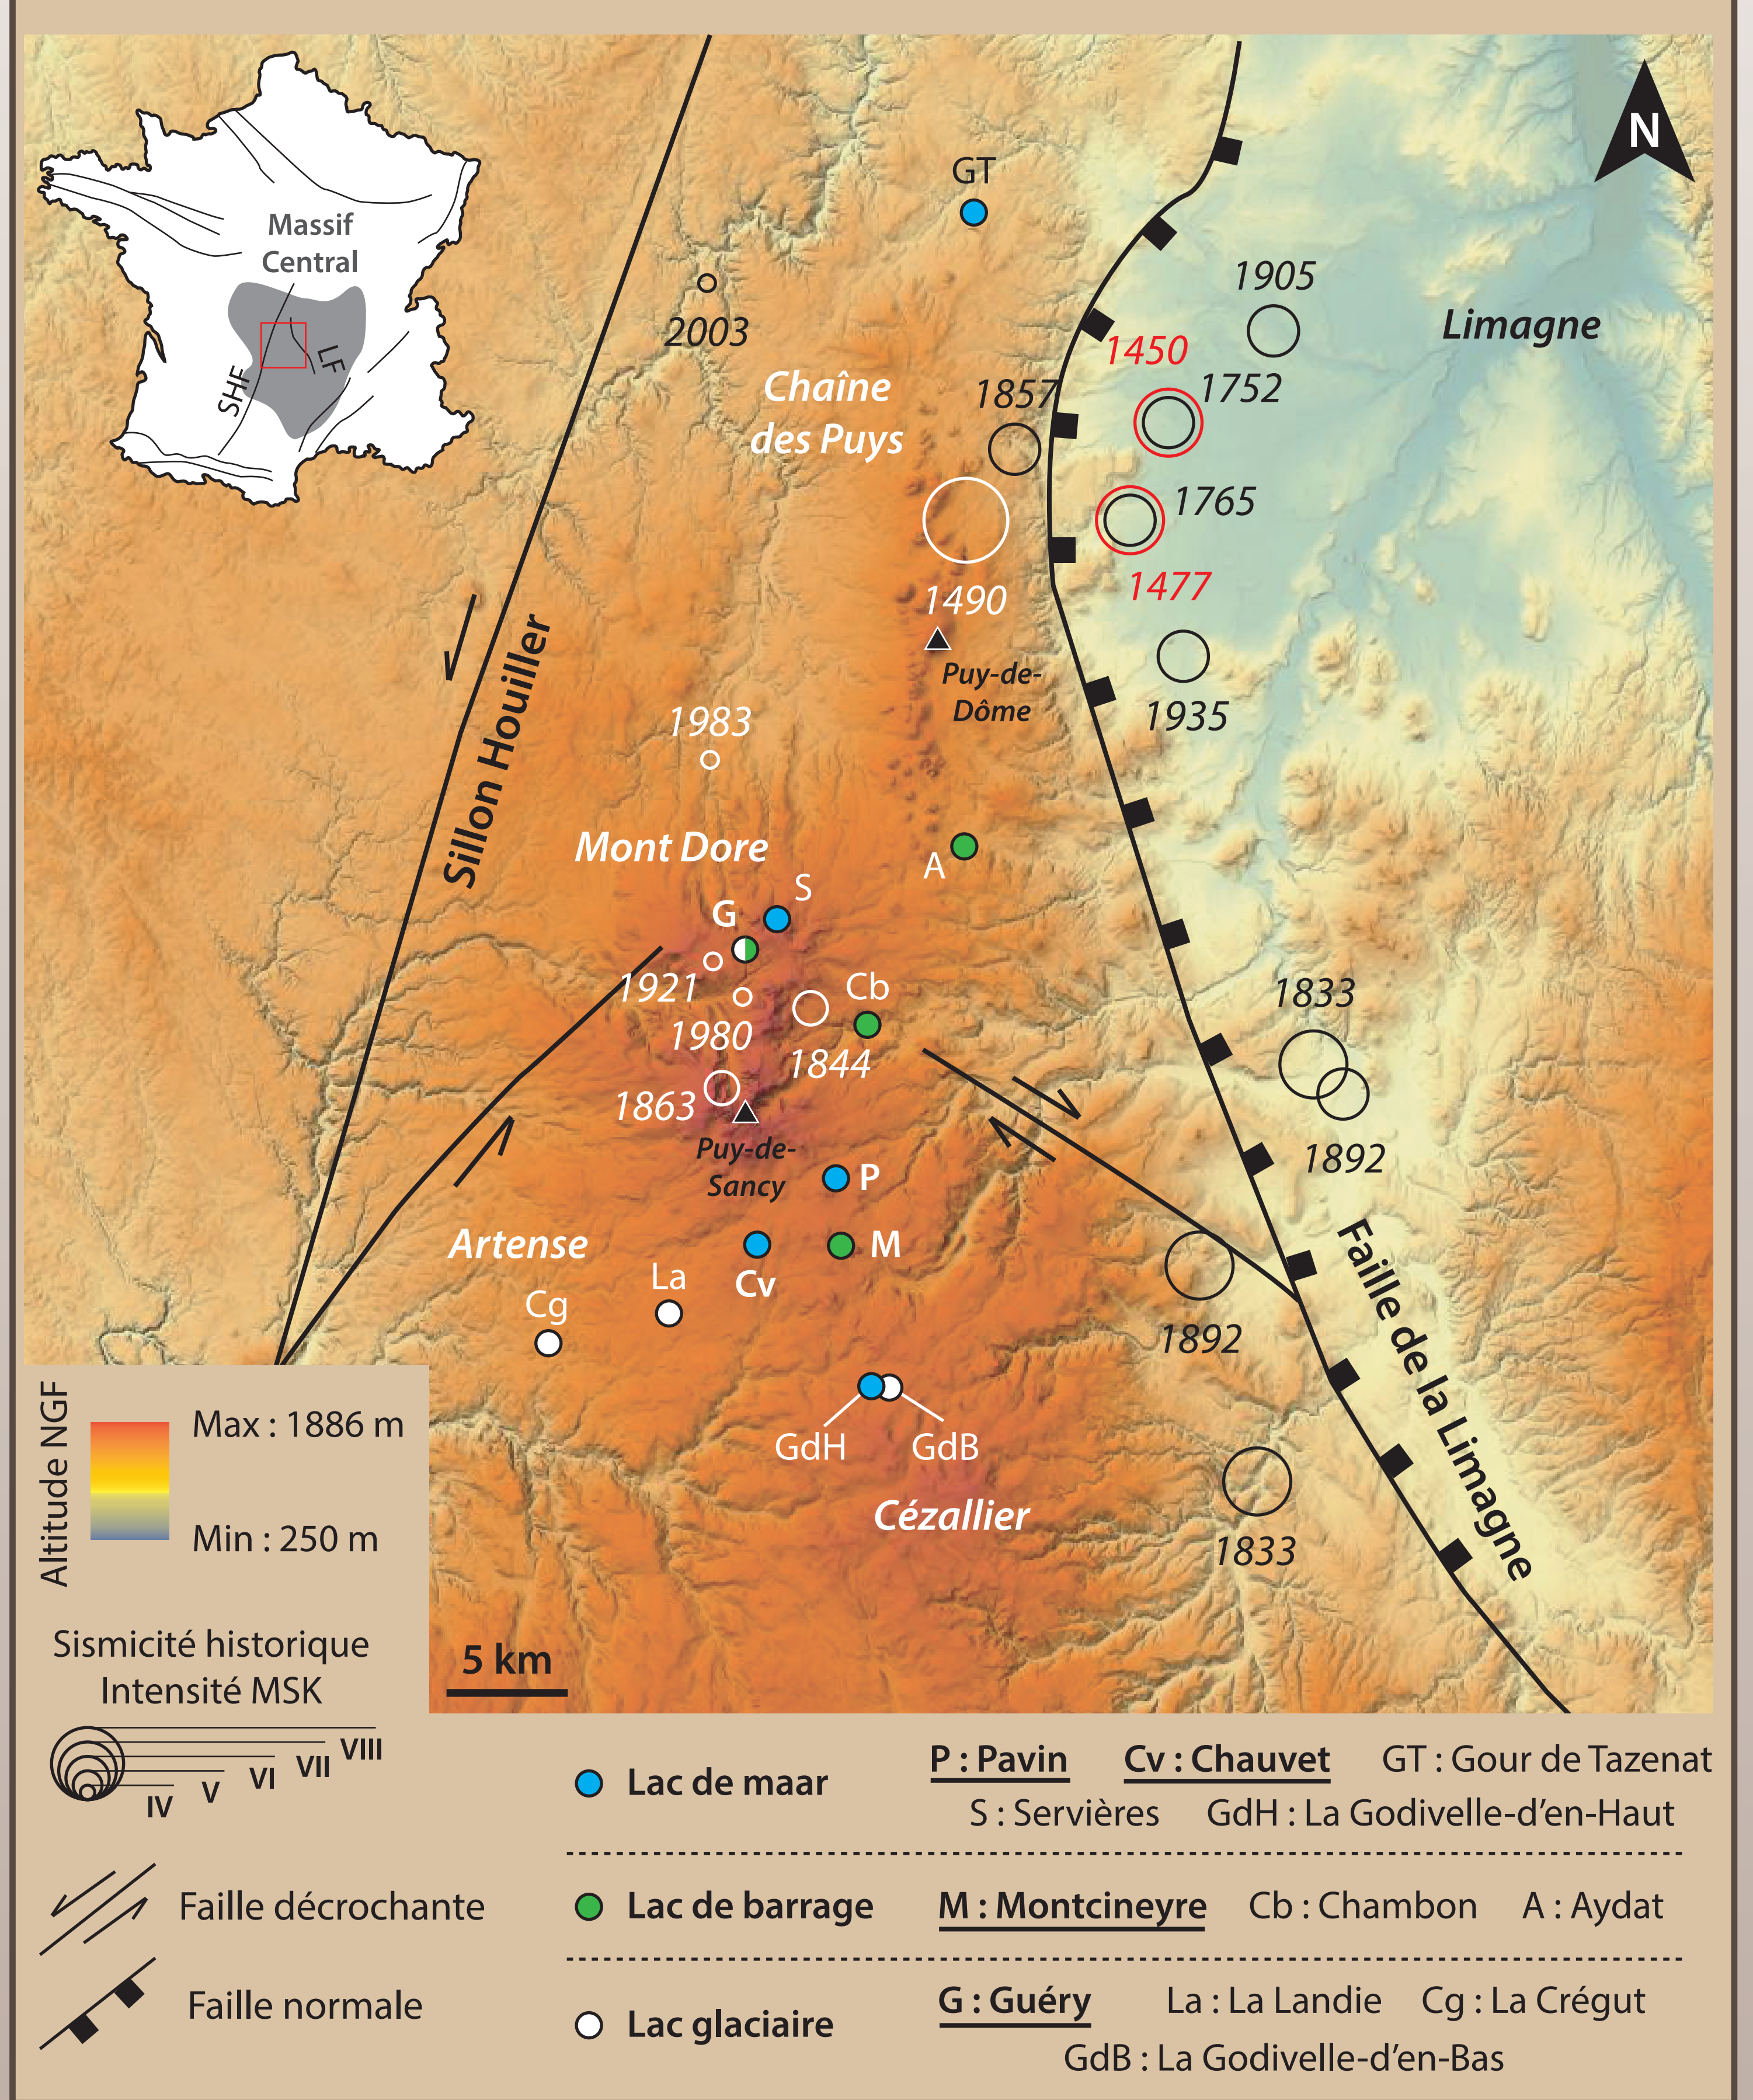 N
Massif
Central
SHF
LF
GT
2003
1905
Limagne
1450
1752
Chaîne
des Puys
1857
1765
1490
1477
Puy-de-
Dôme
1935
Sillon Houiller
1983
Mont Dore
A
S
G
1921
1980
Cb
1844
1863
Puy-de-
Sancy
1833
1892
P
Artense
M
Cv
La
Cg
1892
Faille de la Limagne
GdH
GdB
Cézallier
1833
Altitude NGF
Max : 1886 m
Min : 250 m
5 km
Sismicité historique
Intensité MSK
VIII
VII
VI
V
IV
Faille décrochante
Faille normale
Lac de maar
P : Pavin Cv : Chauvet GT : Gour de Tazenat
S : Servières GdH : La Godivelle-d'en-Haut
Lac de barrage M : Montcineyre Cb : Chambon A : Aydat
Lac glaciaire
G : Guéry La : La Landie Cg : La Crégut
GdB : La Godivelle-d'en-Bas